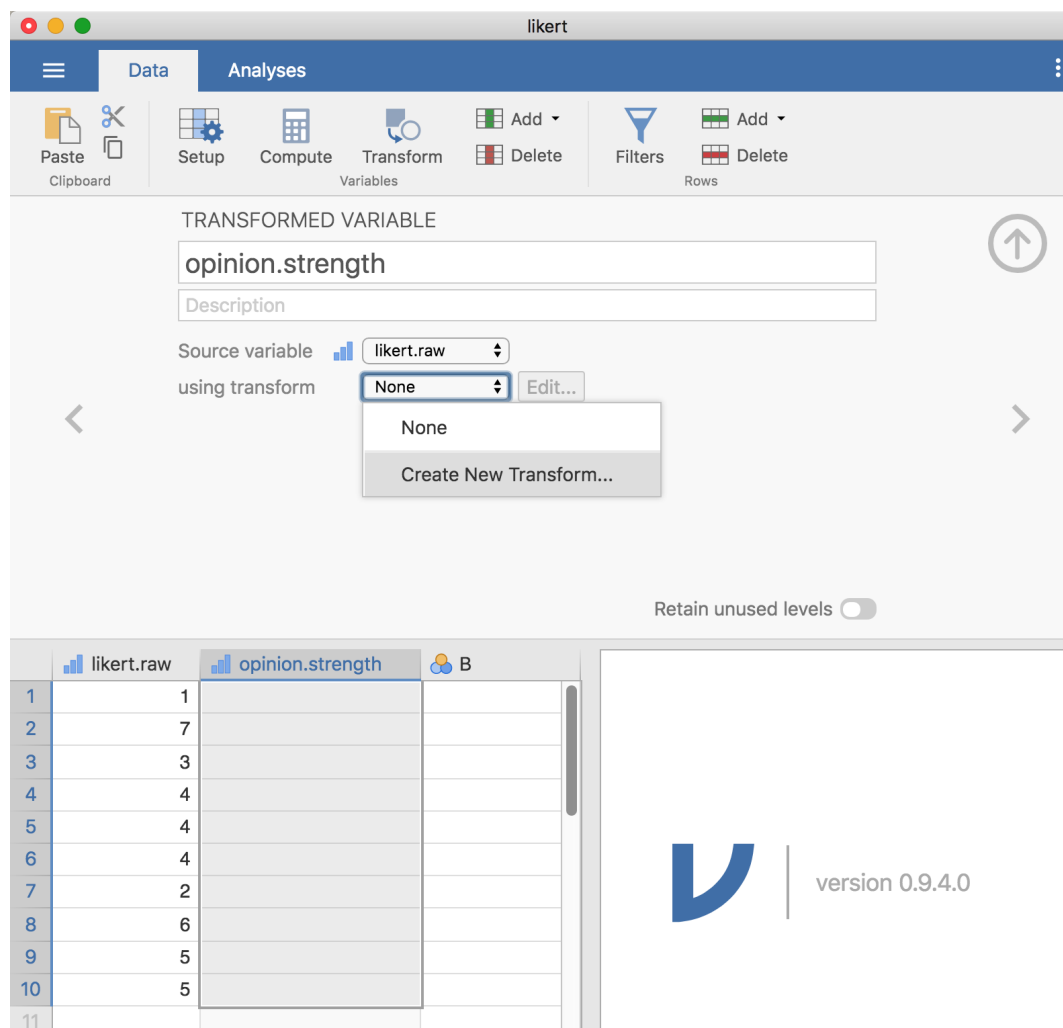 likert
Data Analyses
Paste Setup Compute Transform Add Delete Filters Add Delete
Clipboard Variables Rows
TRANSFORMED VARIABLE
opinion.strength
Description
Source variable likert.raw
using transform None Edit...
None
Create New Transform...
Retain unused levels
likert.raw opinion.strength B
1 1
2 7
3 3
4 4
5 4
6 4
7 2
8 6
9 5
10 5
11
version 0.9.4.0